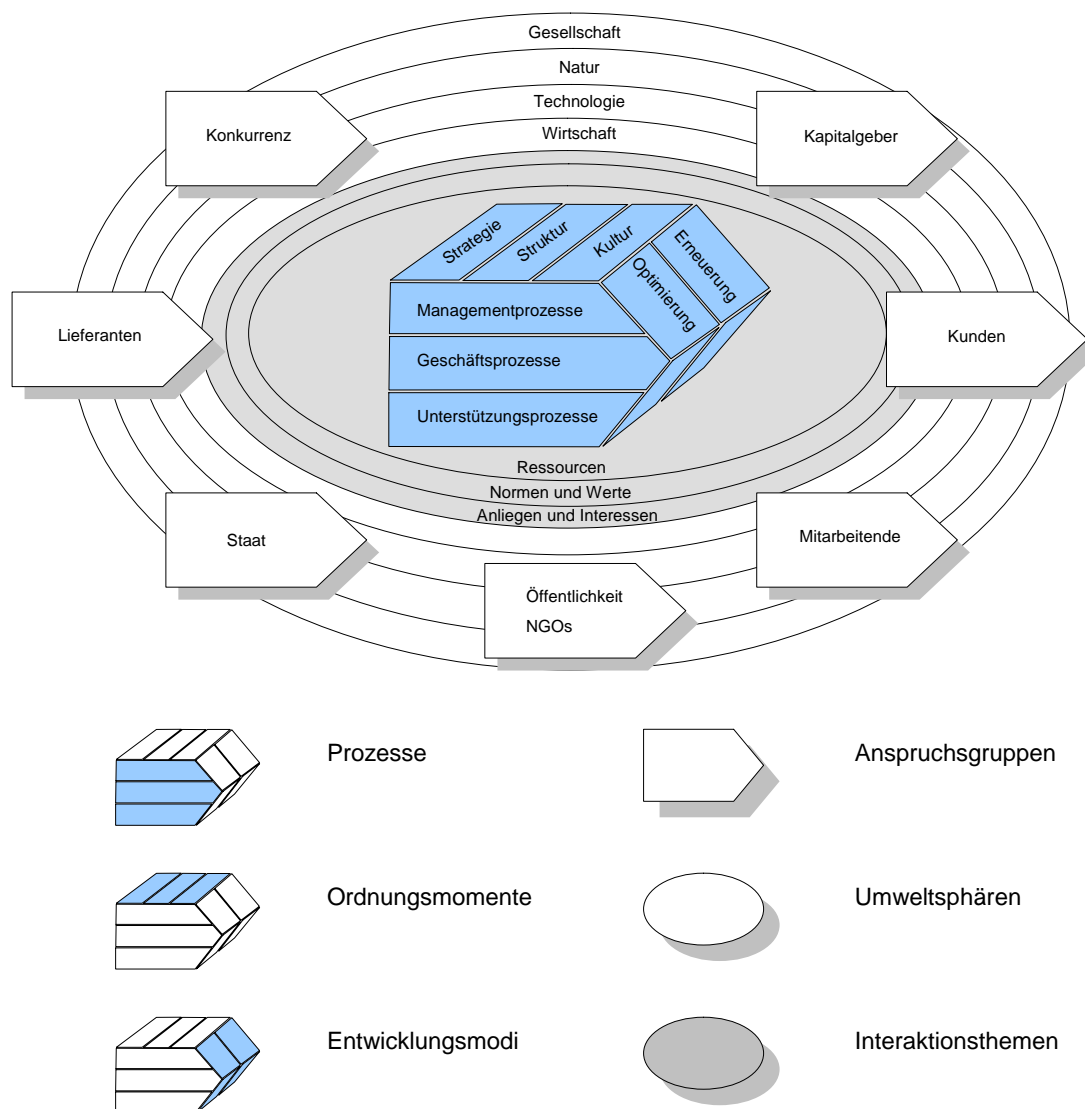 Gesellschaft
Natur
Technologie
Wirtschaft
Konkurrenz
Kapitalgeber
Strategie
Struktur
Kultur
Erneuerung
Optimierung
Managementprozesse
Geschäftsprozesse
Unterstützungsprozesse
Lieferanten
Kunden
Ressourcen
Normen und Werte
Anliegen und Interessen
Staat
Mitarbeitende
Öffentlichkeit
NGOs
Prozesse
Anspruchsgruppen
Ordnungsmomente
Umweltsphären
Entwicklungsmodi
Interaktionsthemen